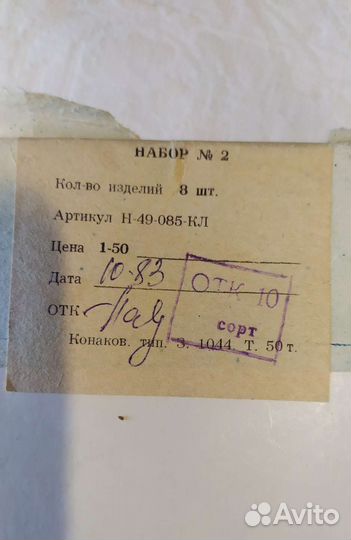 НАБОР № 2
Кол-во изделий 8 шт.
Артикул Н-49-085-КЛ
Цена 1-50
Дата 10-83
ОТК
ОТК 10
сорт
Конаков. тип. З. 1044. Т. 50 т.
Avito